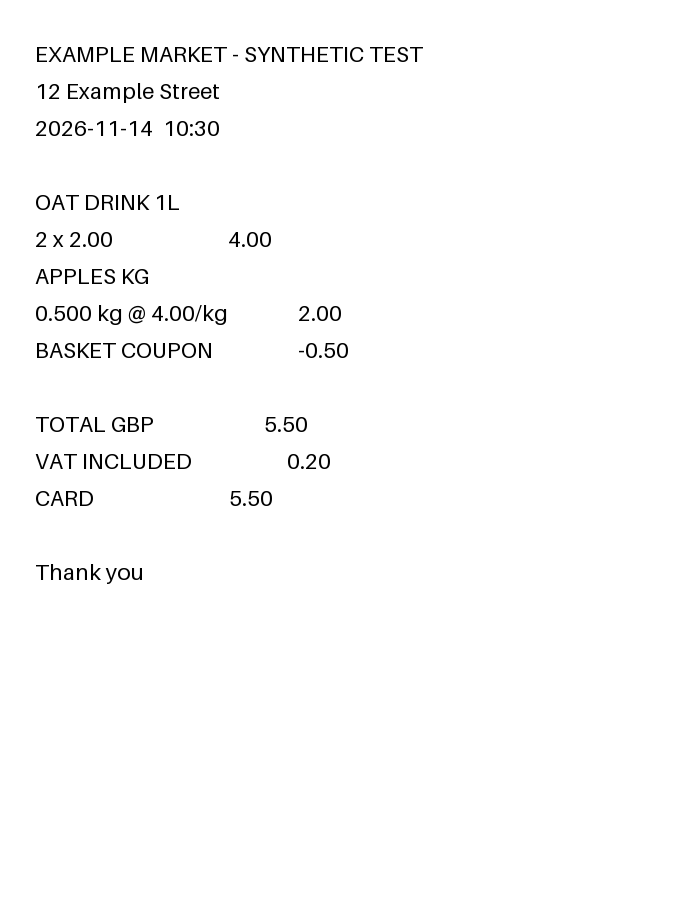 EXAMPLE MARKET - SYNTHETIC TEST
12 Example Street
2026-11-14  10:30
OAT DRINK 1L
2 x 2.00 4.00
APPLES KG
0.500 kg @ 4.00/kg 2.00
BASKET COUPON -0.50
TOTAL GBP 5.50
VAT INCLUDED 0.20
CARD 5.50
Thank you